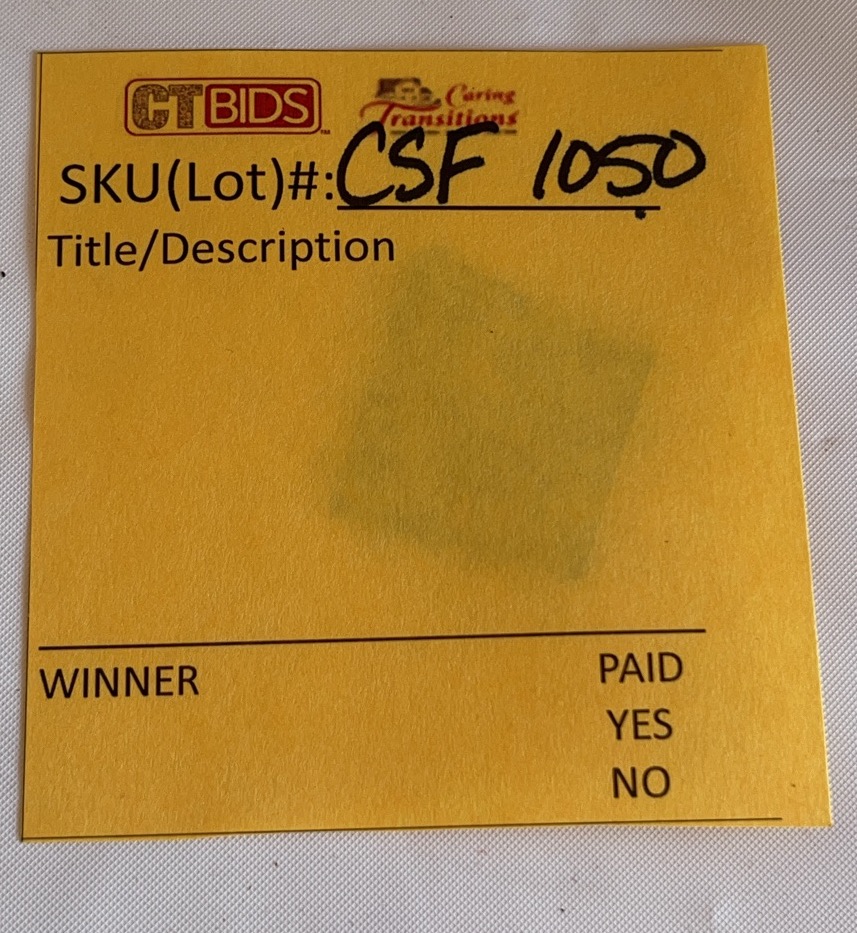 CTBIDS
Caring
Transitions
SKU(Lot)#: CSF 1050
Title/Description
WINNER
PAID
YES
NO